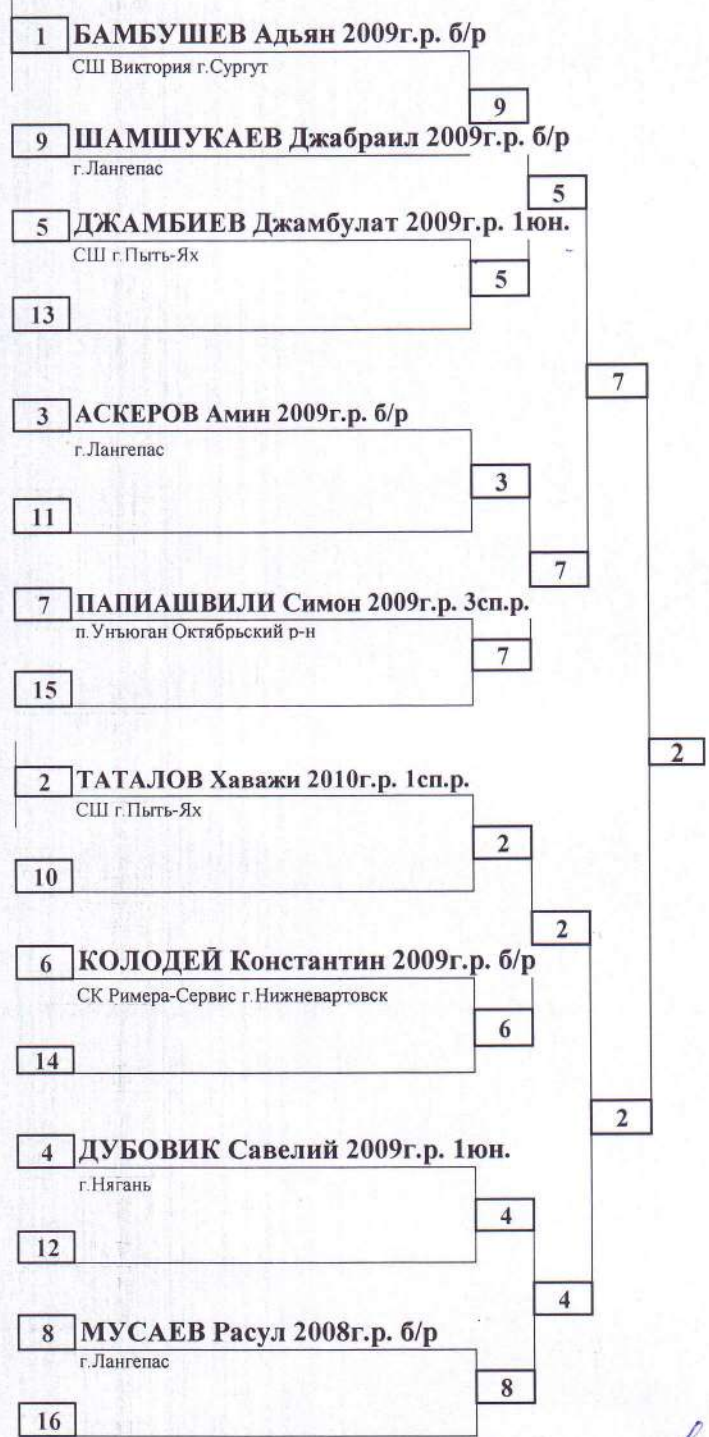 1 БАМБУШЕВ Адьян 2009г.р. б/р
СШ Виктория г.Сургут
9
9 ШАМШУКАЕВ Джабраил 2009г.р. б/р
г.Лангепас
5
5 ДЖАМБИЕВ Джамбулат 2009г.р. 1юн.
СШ г.Пыть-Ях
5
13
7
3 АСКЕРОВ Амин 2009г.р. б/р
г.Лангепас
3
11
7
7 ПАПИАШВИЛИ Симон 2009г.р. 3сп.р.
п.Унъюган Октябрьский р-н
7
15
2
2 ТАТАЛОВ Хаважи 2010г.р. 1сп.р.
СШ г.Пыть-Ях
2
10
2
6 КОЛОДЕЙ Константин 2009г.р. б/р
СК Римера-Сервис г.Нижневартовск
6
14
2
4 ДУБОВИК Савелий 2009г.р. 1юн.
г.Нягань
4
12
4
8 МУСАЕВ Расул 2008г.р. б/р
г.Лангепас
8
16